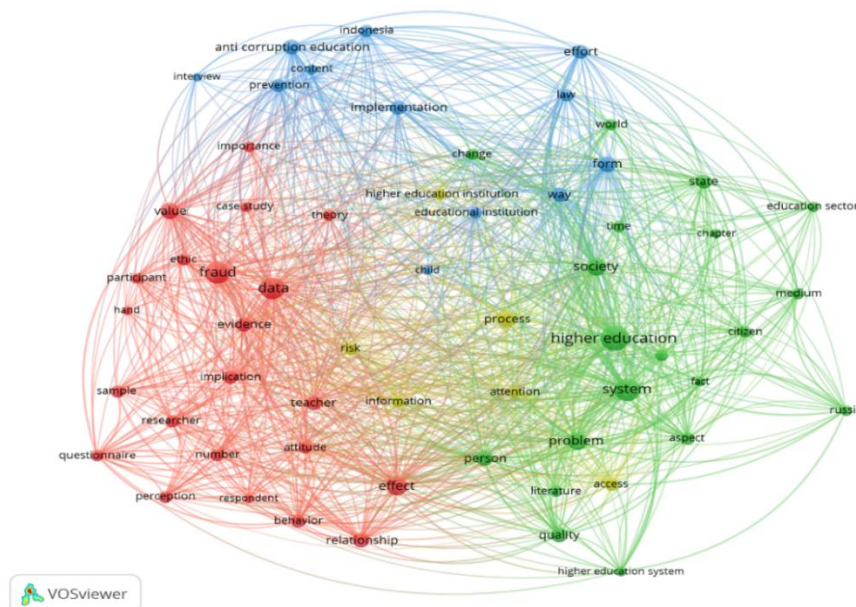 indonesia
anti corruption education
effort
content
interview
prevention
law
implementation
world
importance
change
form
state
higher education institution
way
case study
education sector
value
theory
educational institution
time
chapter
ethic
society
fraud
child
participant
data
medium
hand
process
evidence
citizen
higher education
risk
implication
fact
sample
system
attention
teacher
information
russi
researcher
problem
aspect
attitude
questionnaire
number
person
access
effect
literature
perception
respondent
behavior
quality
relationship
higher education system
VOSviewer